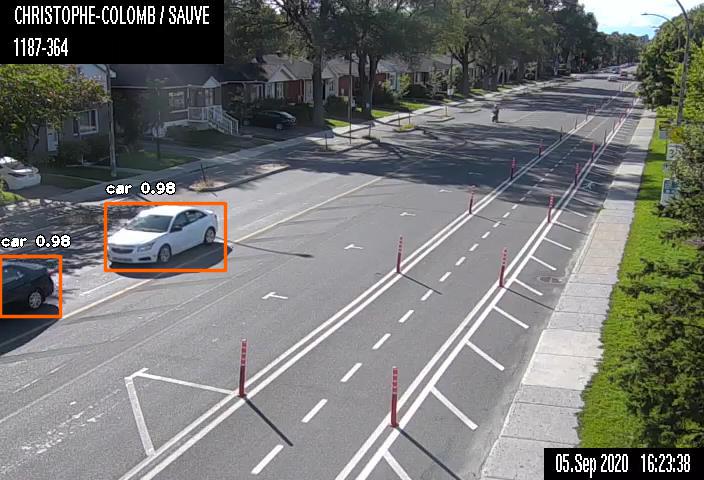 CHRISTOPHE-COLOMB / SAUVE
1187-364
car 0.98
car 0.98
05.Sep 2020 16:23:38